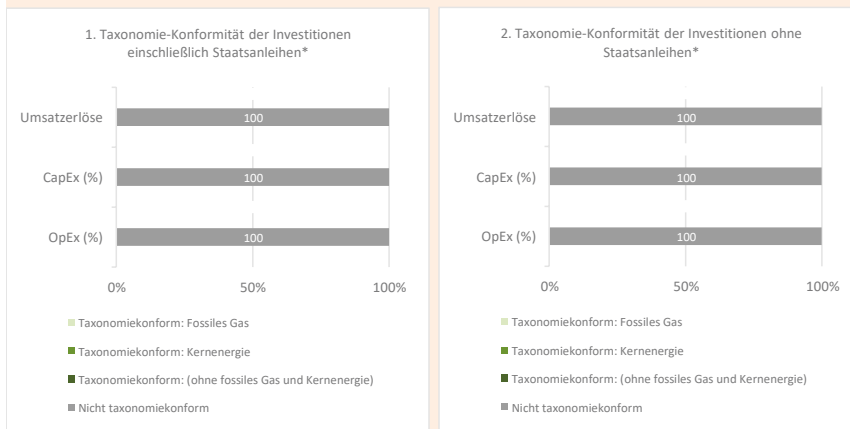 1. Taxonomie-Konformität der Investitionen
einschließlich Staatsanleihen*
Umsatzerlöse
100
CapEx (%)
100
OpEx (%)
100
0%
50%
100%
Taxonomiekonform: Fossiles Gas
Taxonomiekonform: Kernenergie
Taxonomiekonform: (ohne fossiles Gas und Kernenergie)
Nicht taxonomiekonform
2. Taxonomie-Konformität der Investitionen ohne
Staatsanleihen*
Umsatzerlöse
100
CapEx (%)
100
OpEx (%)
100
0%
50%
100%
Taxonomiekonform: Fossiles Gas
Taxonomiekonform: Kernenergie
Taxonomiekonform: (ohne fossiles Gas und Kernenergie)
Nicht taxonomiekonform